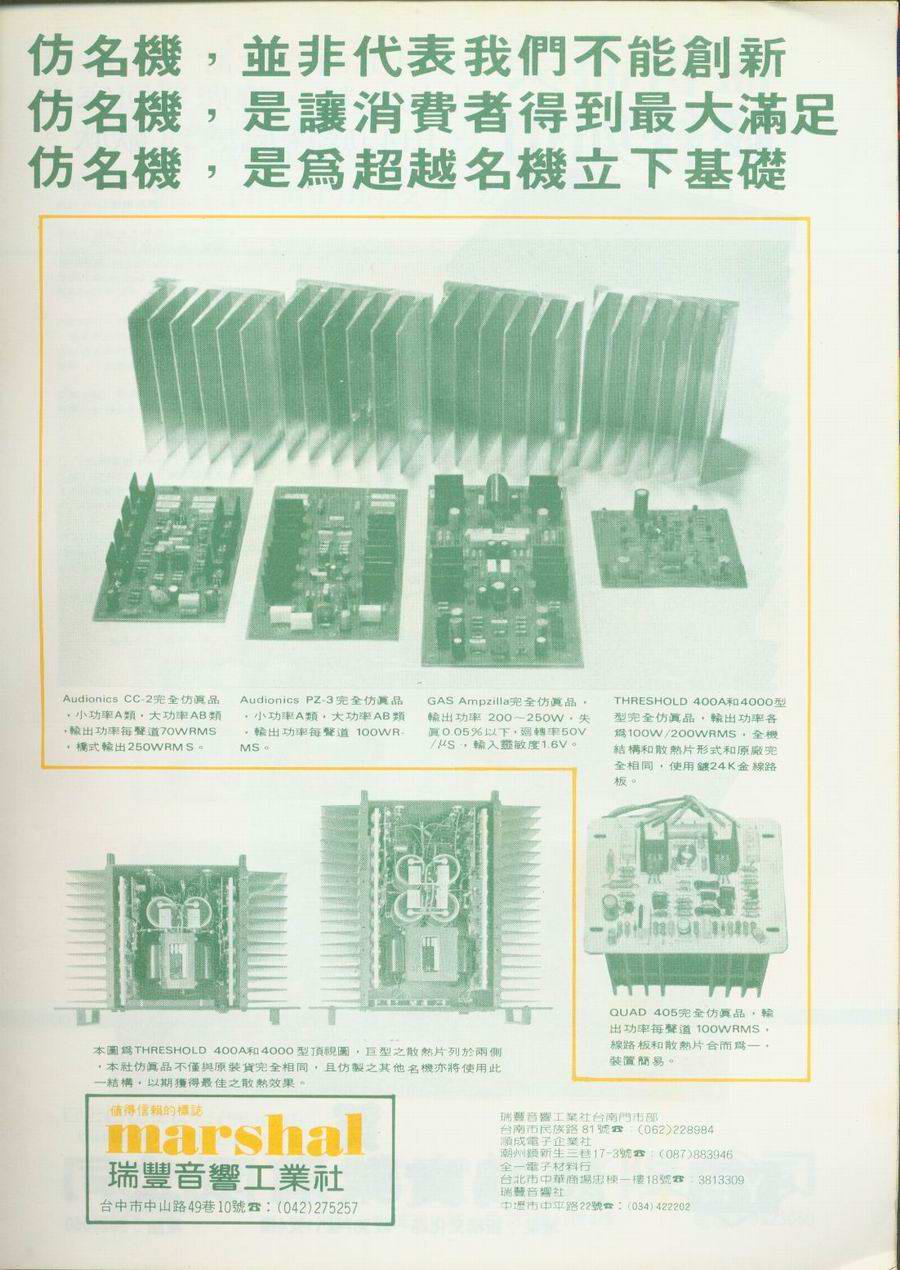 仿名機，並非代表我們不能創新
仿名機，是讓消費者得到最大滿足
仿名機，是爲超越名機立下基礎
Audionics CC-2完全仿眞品
，小功率A類，大功率AB類
，輸出功率每聲道70WRMS
，橋式輸出250WRMS。
Audionics PZ-3完全仿眞品
，小功率A類，大功率AB類
，輸出功率每聲道 100WR-
MS。
GAS Ampzilla完全仿眞品，
輸出功率 200～250W，失
眞0.05％以下，廻轉率50V
/μS ，輸入靈敏度1.6V。
THRESHOLD 400A和4000型
型完全仿眞品，輸出功率各
爲100W/200WRMS，全機
結構和散熱片形式和原廠完
全相同，使用鍍24K金線路
板。
QUAD 405完全仿眞品，輸
出功率每聲道 100WRMS，
線路板和散熱片合而爲一，
裝置簡易。
本圖爲THRESHOLD 400A和4000型頂視圖，巨型之散熱片列於兩側
，本社仿眞品不僅與原裝貨完全相同，且仿製之其他名機亦將使用此
一結構，以期獲得最佳之散熱效果。
値得信賴的標誌
marshal
瑞豐音響工業社
台中市中山路49巷10號☎：(042)275257
瑞豐音響工業社台南門市部
台南市民族路 81 號☎：(062)228984
順成電子企業社
潮州鎭新生三巷17-3號☎：(087)883946
全一電子材料行
台北市中華商場忠棟一樓18號☎：3813309
瑞豐音響社
中壢市中平路22號☎：(034)422202